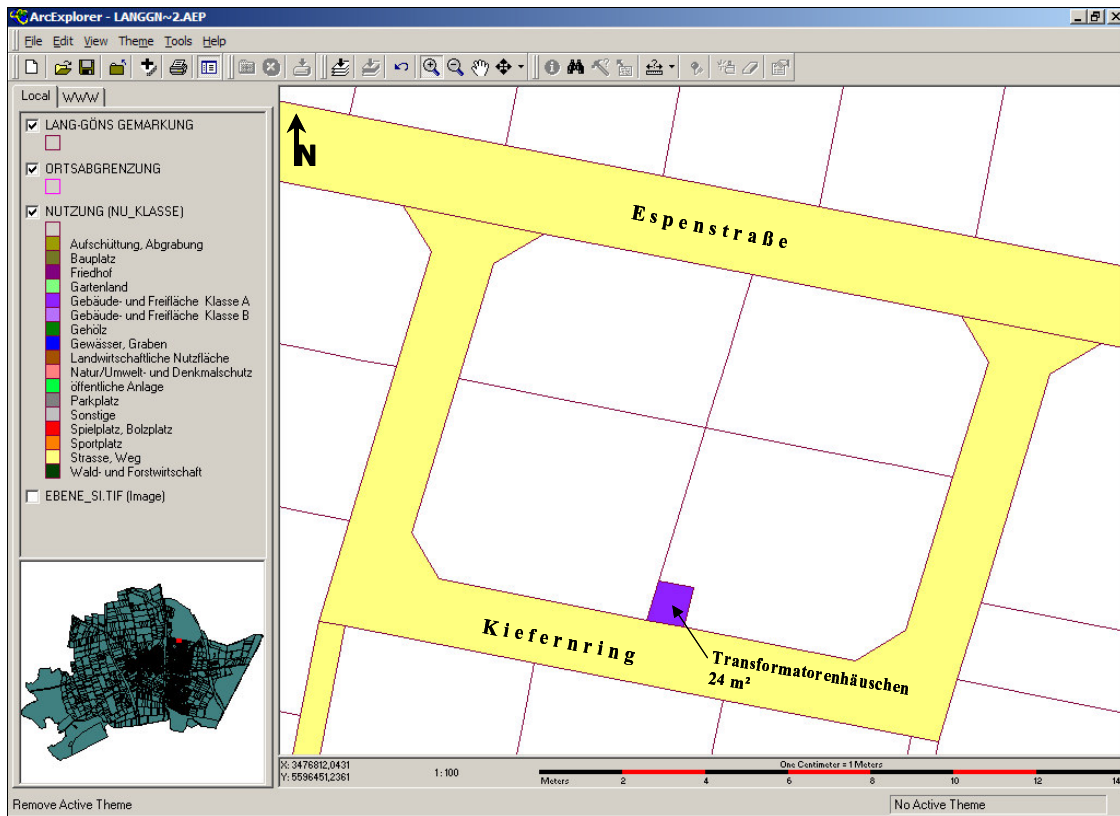 ArcExplorer - LANGGN~2.AEP
File Edit View Theme Tools Help
Local WWW
LANG-GÖNS GEMARKUNG
ORTSABGRENZUNG
NUTZUNG (NU_KLASSE)
Aufschüttung, Abgrabung
Bauplatz
Friedhof
Gartenland
Gebäude- und Freifläche Klasse A
Gebäude- und Freifläche Klasse B
Gehölz
Gewässer, Graben
Landwirtschaftliche Nutzfläche
Natur/Umwelt- und Denkmalschutz
öffentliche Anlage
Parkplatz
Sonstige
Spielplatz, Bolzplatz
Sportplatz
Strasse, Weg
Wald- und Forstwirtschaft
EBENE_SI.TIF (Image)
N
Espenstraße
Kiefernring
Transformatorenhäuschen
24 m²
X: 3476812,0431
Y: 5596451,2361
1: 100
One Centimeter = 1 Meters
Meters 2 4 6 8 10 12 14
Remove Active Theme
No Active Theme